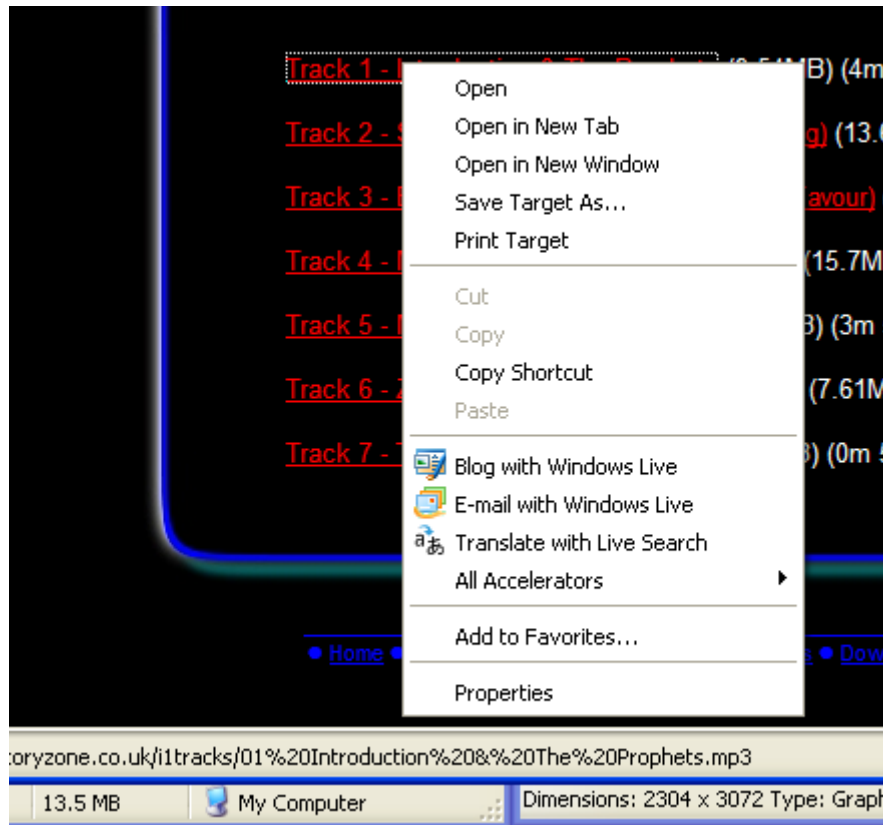 Track 1 - MB) (4m
Open
Track 2 - Open in New Tab g) (13.6
Open in New Window
Track 3 - Save Target As... avour)
Print Target
Track 4 - (15.7M
Cut
Track 5 - Copy (3m
Copy Shortcut
Track 6 - (7.61M
Paste
Track 7 - Blog with Windows Live (0m
E-mail with Windows Live
Translate with Live Search
All Accelerators
Add to Favorites...
Home Dow
Properties
oryzone.co.uk/i1tracks/01%20Introduction%20&%20The%20Prophets.mp3
13.5 MB My Computer Dimensions: 2304 x 3072 Type: Graph